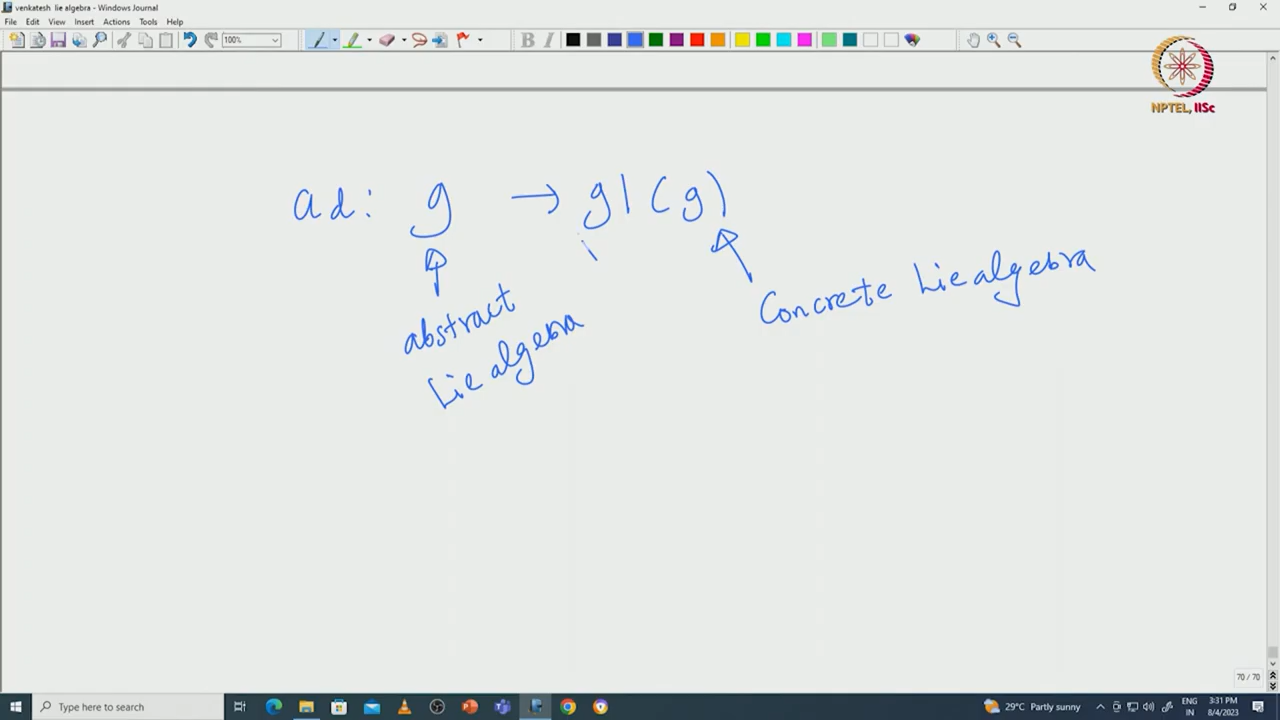 venkatesh lie algebra - Windows Journal
File Edit View Insert Actions Tools Help
100%
B I
NPTEL, IISc
ad: g → gl (g)
abstract
Lie algebra
Concrete Lie algebra
70 / 70
Type here to search
29°C Partly sunny
ENG
IN
3:31 PM
8/4/2023